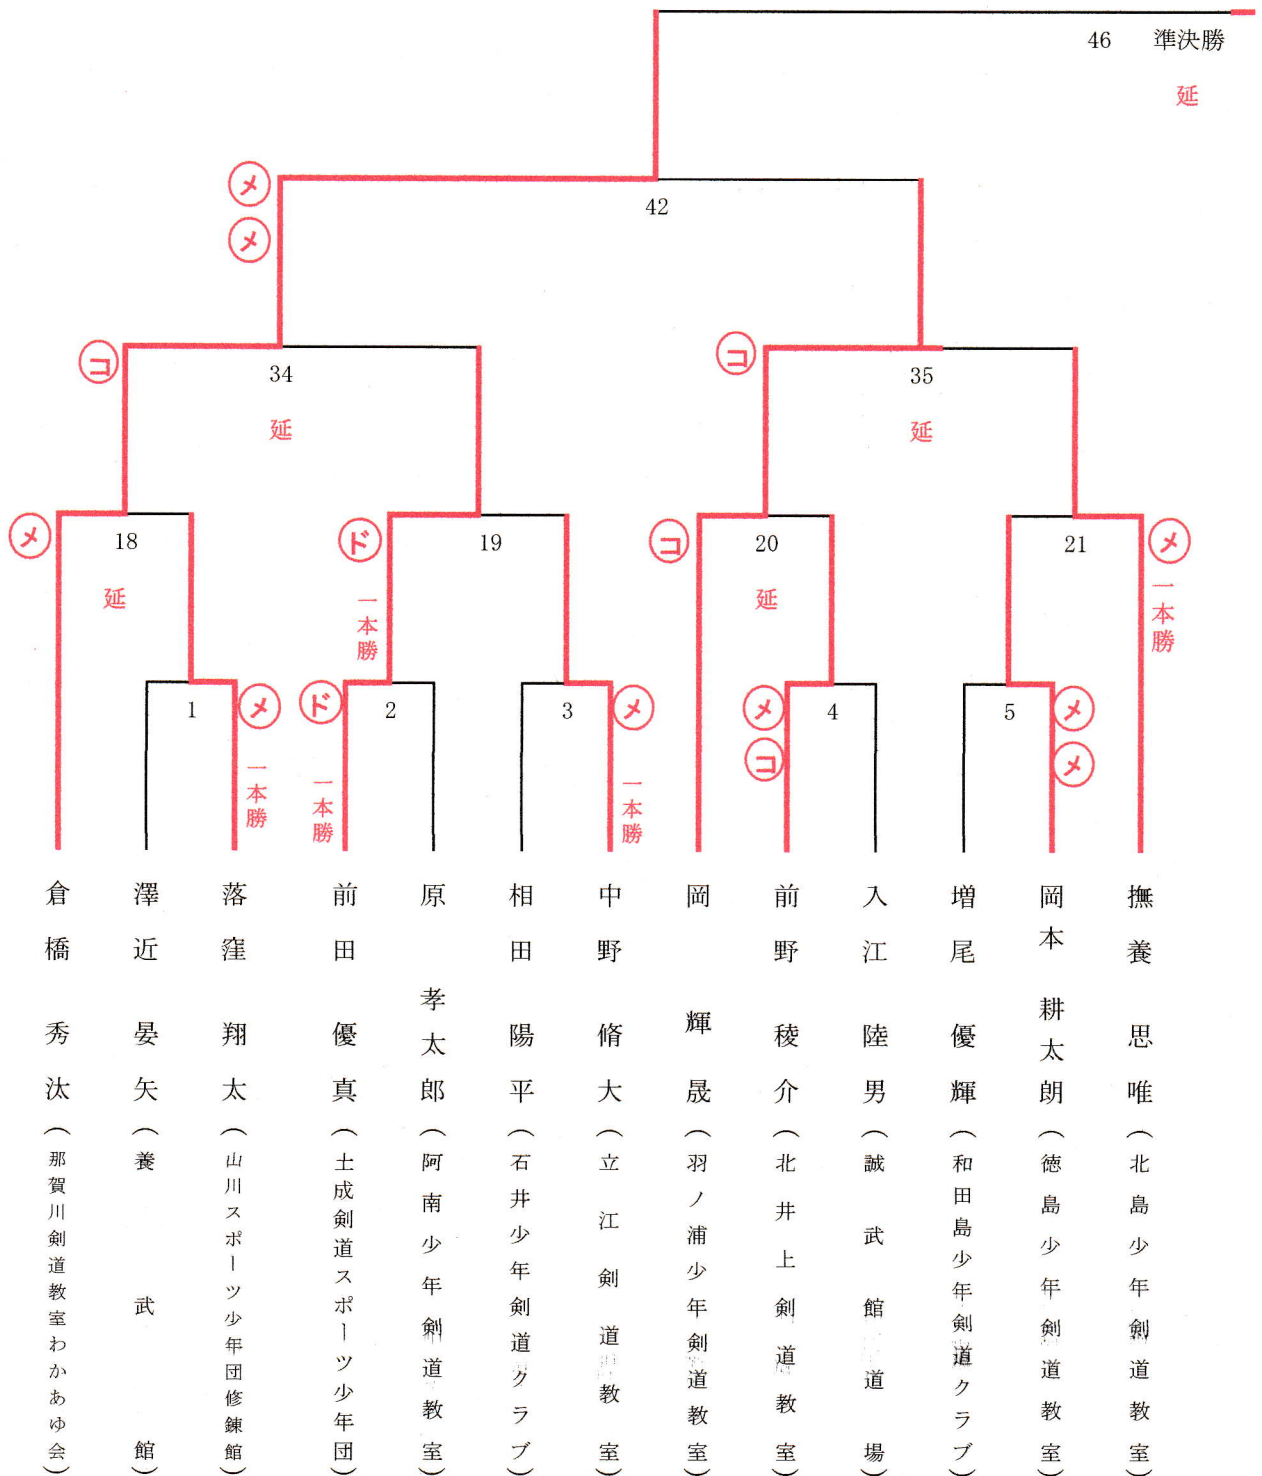 46 準決勝
延
メ
メ
42
コ
34
延
コ
35
延
メ
18
延
ド
19
一本勝
コ
20
延
21
メ
一本勝
1
メ
一本勝
ド
2
一本勝
3
メ
一本勝
メ
コ
4
5
メ
メ
倉橋 秀汰 (那賀川剣道教室わかあゆ会)
澤近 晏矢 (養武館)
落窪 翔太 (山川スポーツ少年団修錬館)
前田 優真 (土成剣道スポーツ少年団)
原 孝太郎 (阿南少年剣道教室)
相田 陽平 (石井少年剣道クラブ)
中野 脩大 (立江剣道教室)
岡 輝晟 (羽ノ浦少年剣道教室)
前野 稜介 (北井上剣道教室)
入江 陸男 (誠武館道場)
増尾 優輝 (和田島少年剣道クラブ)
岡本 耕太朗 (徳島少年剣道教室)
撫養 思唯 (北島少年剣道教室)